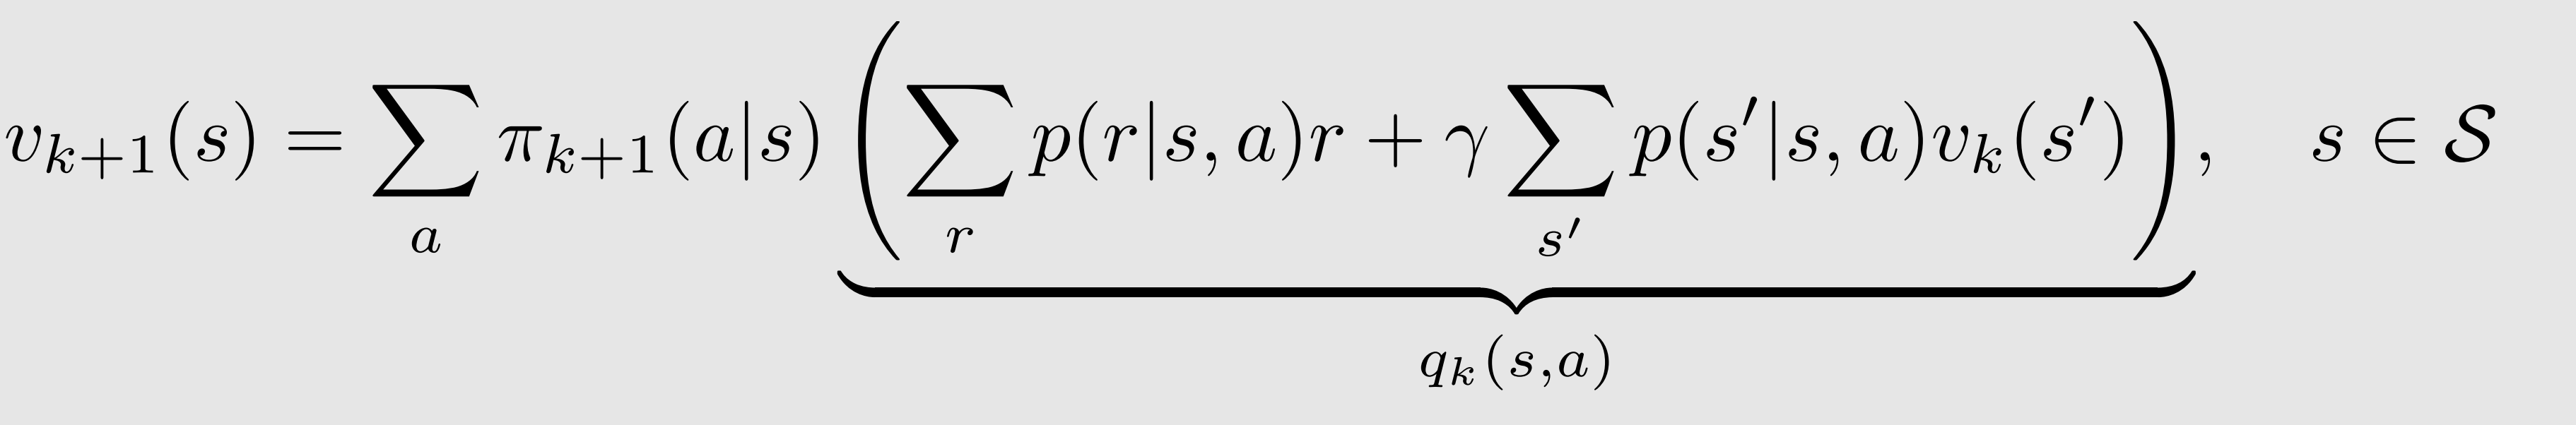 v_{k+1}(s) = \sum_a \pi_{k+1}(a|s) \underbrace{\left( \sum_r p(r|s, a)r + \gamma \sum_{s'} p(s'|s, a)v_k(s') \right)}_{q_k(s,a)}, \quad s \in \mathcal{S}